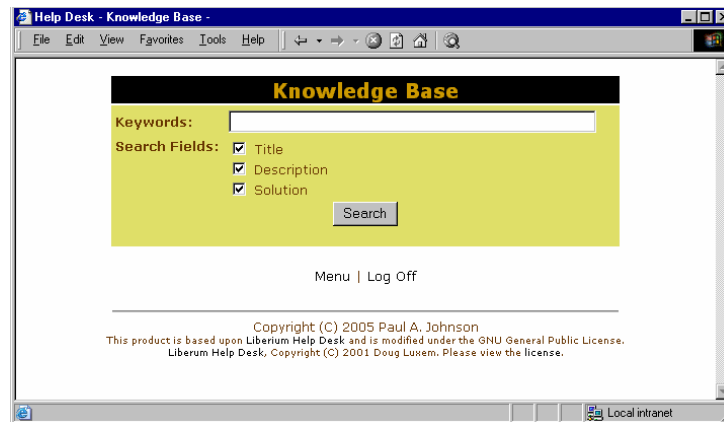 Help Desk - Knowledge Base -
File Edit View Favorites Tools Help
Knowledge Base
Keywords:
Search Fields: Title
Description
Solution
Search
Menu | Log Off
Copyright (C) 2005 Paul A. Johnson
This product is based upon Liberium Help Desk and is modified under the GNU General Public License.
Liberum Help Desk, Copyright (C) 2001 Doug Luxem. Please view the license.
Local intranet